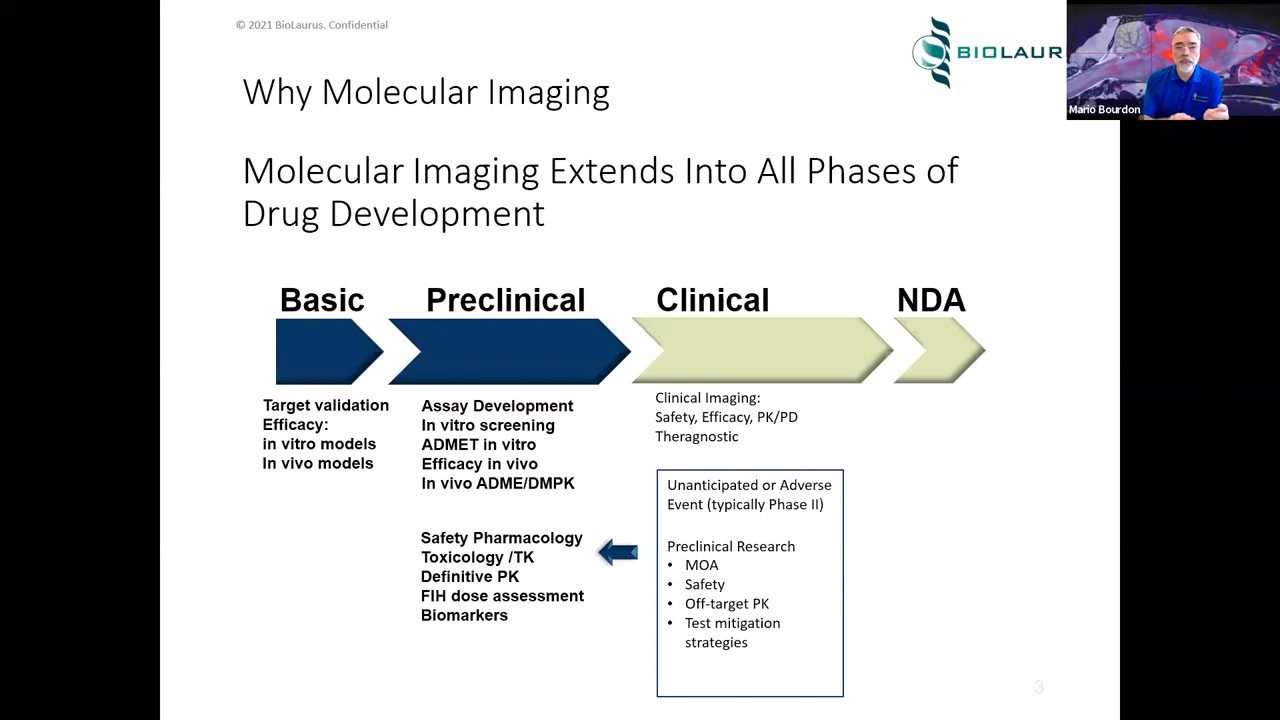 © 2021 BioLaurus. Confidential
BIOLAUR
Mario Bourdon
Why Molecular Imaging
Molecular Imaging Extends Into All Phases of
Drug Development
Basic
Preclinical
Clinical
NDA
Target validation
Efficacy:
in vitro models
In vivo models
Assay Development
In vitro screening
ADMET in vitro
Efficacy in vivo
In vivo ADME/DMPK
Safety Pharmacology
Toxicology /TK
Definitive PK
FIH dose assessment
Biomarkers
Clinical Imaging:
Safety, Efficacy, PK/PD
Theragnostic
Unanticipated or Adverse
Event (typically Phase II)
Preclinical Research
• MOA
• Safety
• Off-target PK
• Test mitigation
strategies
3